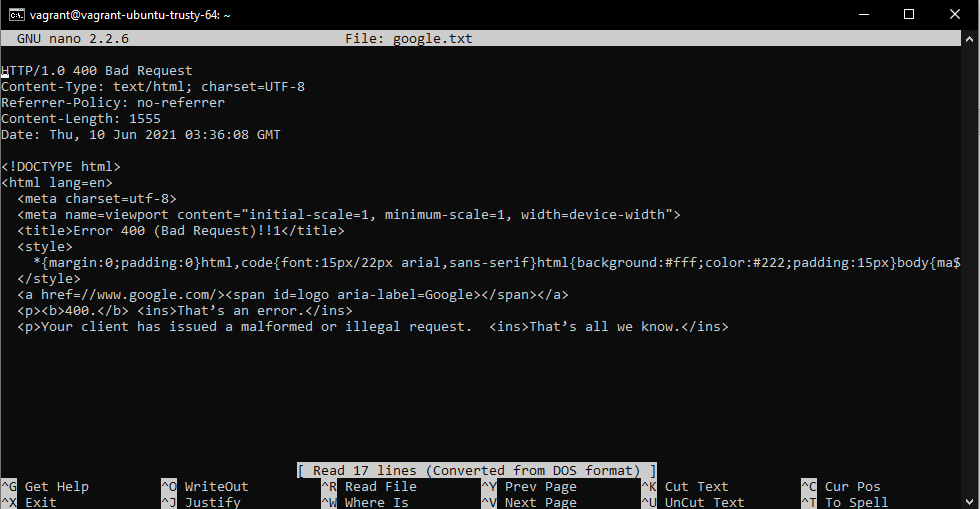 vagrant@vagrant-ubuntu-trusty-64: ~
GNU nano 2.2.6 File: google.txt
HTTP/1.0 400 Bad Request
Content-Type: text/html; charset=UTF-8
Referrer-Policy: no-referrer
Content-Length: 1555
Date: Thu, 10 Jun 2021 03:36:08 GMT
<!DOCTYPE html>
<html lang=en>
<meta charset=utf-8>
<meta name=viewport content="initial-scale=1, minimum-scale=1, width=device-width">
<title>Error 400 (Bad Request)!!1</title>
<style>
*{margin:0;padding:0}html,code{font:15px/22px arial,sans-serif}html{background:#fff;color:#222;padding:15px}body{ma$
</style>
<a href=//www.google.com/><span id=logo aria-label=Google></span></a>
<p><b>400.</b> <ins>That’s an error.</ins>
<p>Your client has issued a malformed or illegal request.  <ins>That’s all we know.</ins>
[ Read 17 lines (Converted from DOS format) ]
^G Get Help ^O WriteOut ^R Read File ^Y Prev Page ^K Cut Text ^C Cur Pos
^X Exit ^J Justify ^W Where Is ^V Next Page ^U UnCut Text ^T To Spell